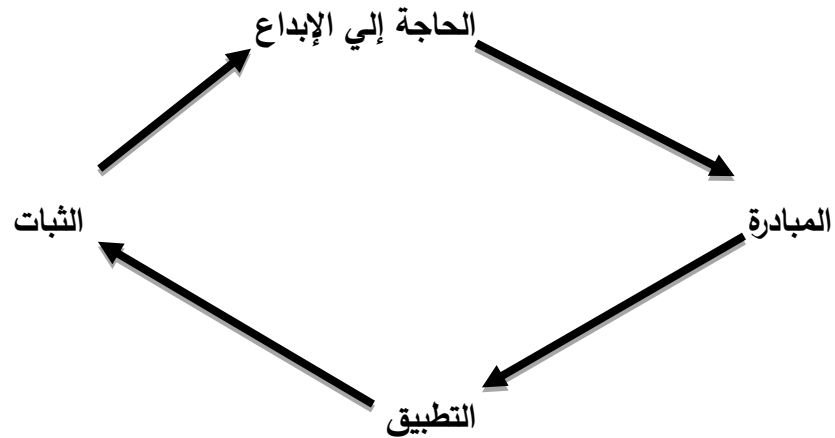 الحاجة إلي الإبداع
المبادرة
الثبات
التطبيق